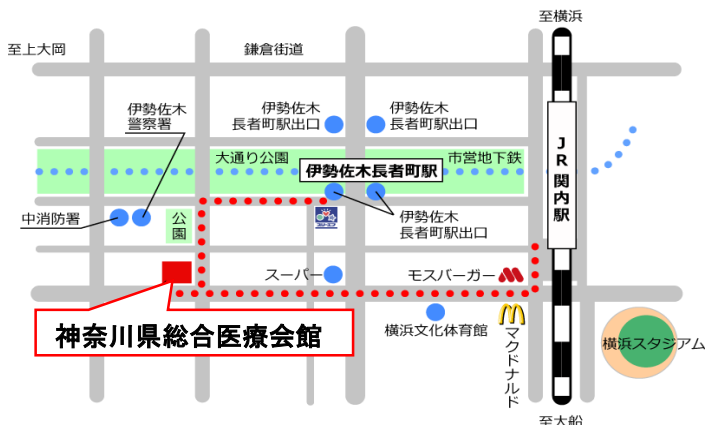 至横浜
至上大岡
鎌倉街道
伊勢佐木
警察署
伊勢佐木
長者町駅出口
伊勢佐木
長者町駅出口
JR関内駅
大通り公園
市営地下鉄
伊勢佐木長者町駅
中消防署
公園
伊勢佐木
長者町駅出口
スーパー
モスバーガー
神奈川県総合医療会館
横浜文化体育館
マクドナルド
横浜スタジアム
至大船